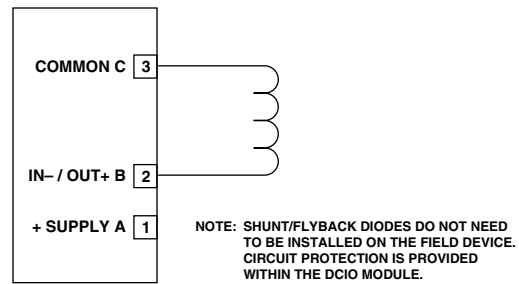 COMMON C 3
IN– / OUT+ B 2
+ SUPPLY A 1
NOTE: SHUNT/FLYBACK DIODES DO NOT NEED
TO BE INSTALLED ON THE FIELD DEVICE.
CIRCUIT PROTECTION IS PROVIDED
WITHIN THE DCIO MODULE.